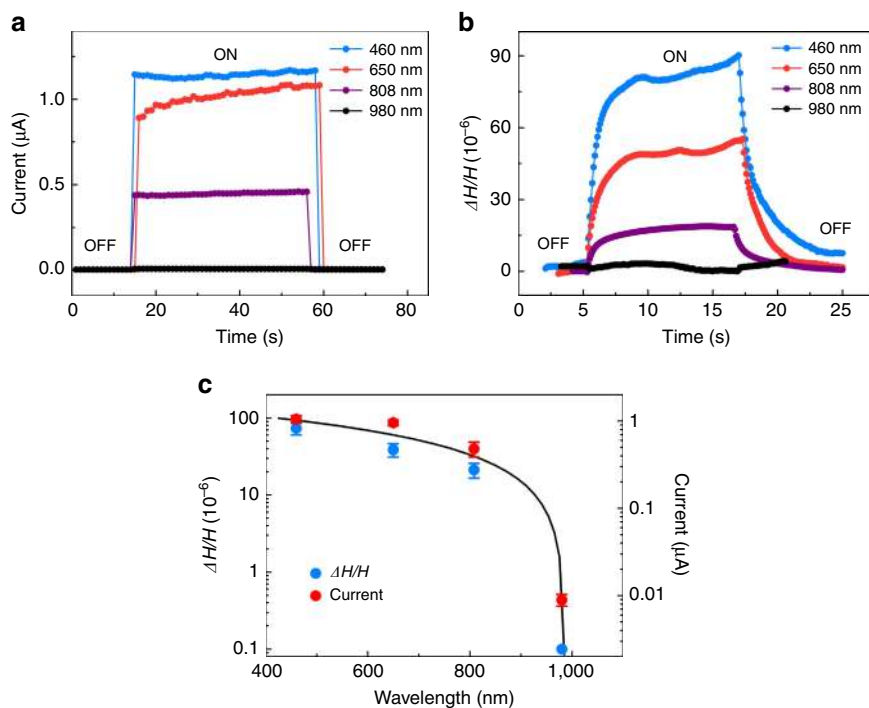 a
ON
460 nm
650 nm
808 nm
980 nm
1.0
0.5
0.0
Current (μA)
OFF
OFF
20
40
60
80
Time (s)
b
ON
460 nm
650 nm
808 nm
980 nm
90
60
30
0
ΔH/H (10⁻⁶)
OFF
OFF
0
5
10
15
20
25
Time (s)
c
100
10
1
0.1
ΔH/H (10⁻⁶)
1
0.1
0.01
Current (μA)
ΔH/H
Current
400
600
800
1,000
Wavelength (nm)